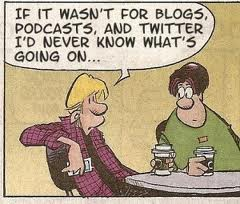 IF IT WASN'T FOR BLOGS,
PODCASTS, AND TWITTER
I'D NEVER KNOW WHAT'S
GOING ON...